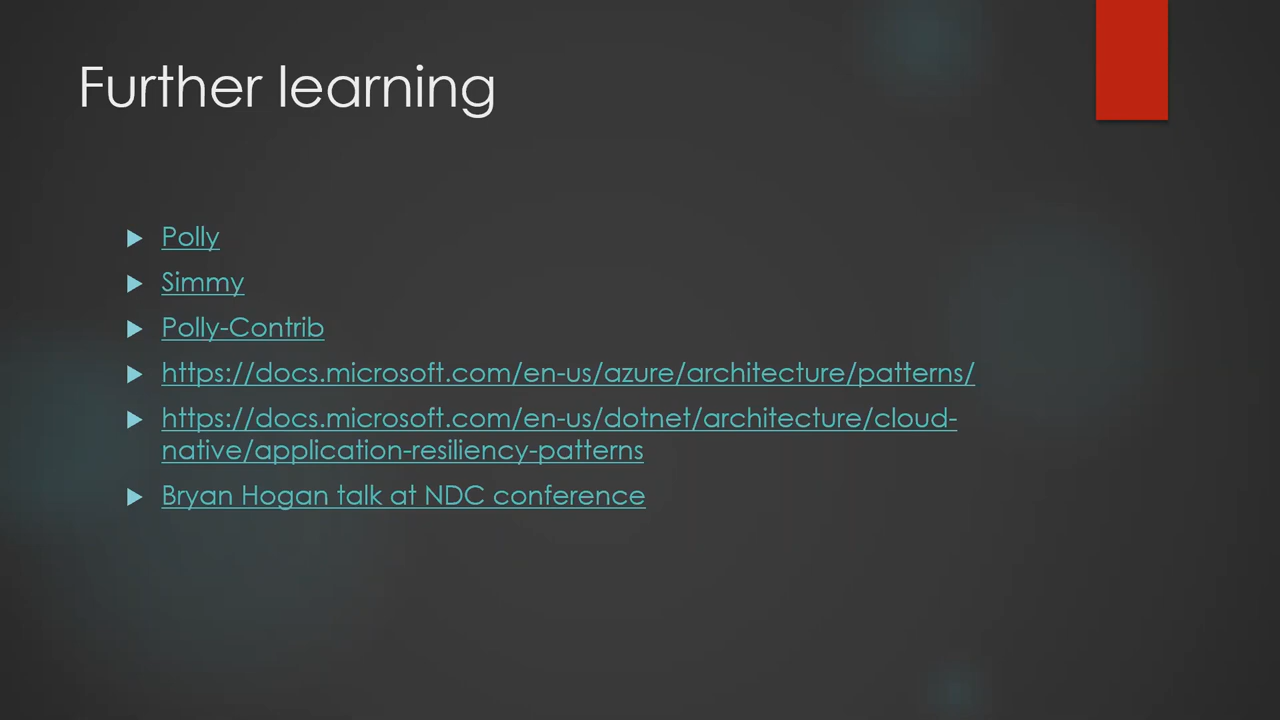 Further learning
Polly
Simmy
Polly-Contrib
https://docs.microsoft.com/en-us/azure/architecture/patterns/
https://docs.microsoft.com/en-us/dotnet/architecture/cloud-
native/application-resiliency-patterns
Bryan Hogan talk at NDC conference